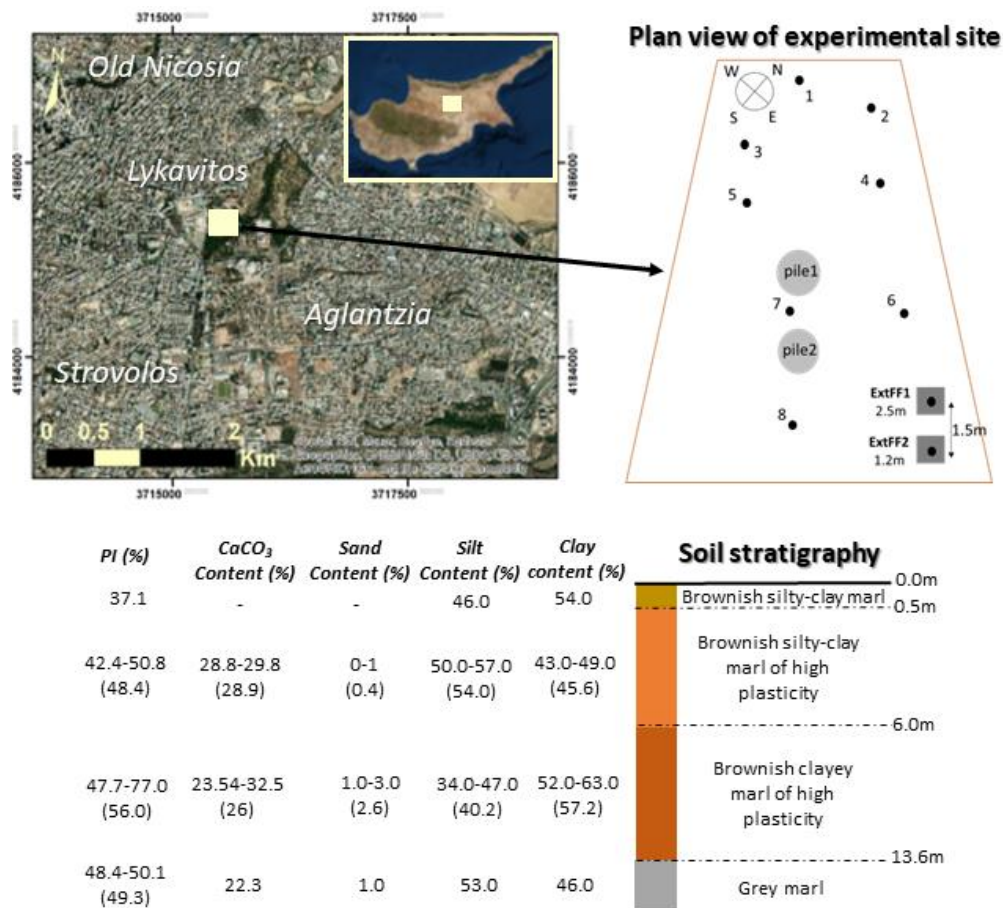 3715000
3717500
N
Old Nicosia
Lykavitos
Aglantzia
Strovolos
4186000
4184000
4186000
4184000
0 0.5 1 2
Km
3715000
3717500
Plan view of experimental site
W N
S E
1
2
3
4
5
pile1
7
6
pile2
ExtFF1
2.5m
1.5m
ExtFF2
1.2m
8
PI (%)
CaCO3
Content (%)
Sand
Content (%)
Silt
Content (%)
Clay
content (%)
Soil stratigraphy
0.0m
37.1 - - 46.0 54.0
Brownish silty-clay marl
0.5m
42.4-50.8 28.8-29.8 0-1 50.0-57.0 43.0-49.0
(48.4) (28.9) (0.4) (54.0) (45.6)
Brownish silty-clay
marl of high
plasticity
6.0m
47.7-77.0 23.54-32.5 1.0-3.0 34.0-47.0 52.0-63.0
(56.0) (26) (2.6) (40.2) (57.2)
Brownish clayey
marl of high
plasticity
13.6m
48.4-50.1
(49.3)
22.3 1.0 53.0 46.0
Grey marl